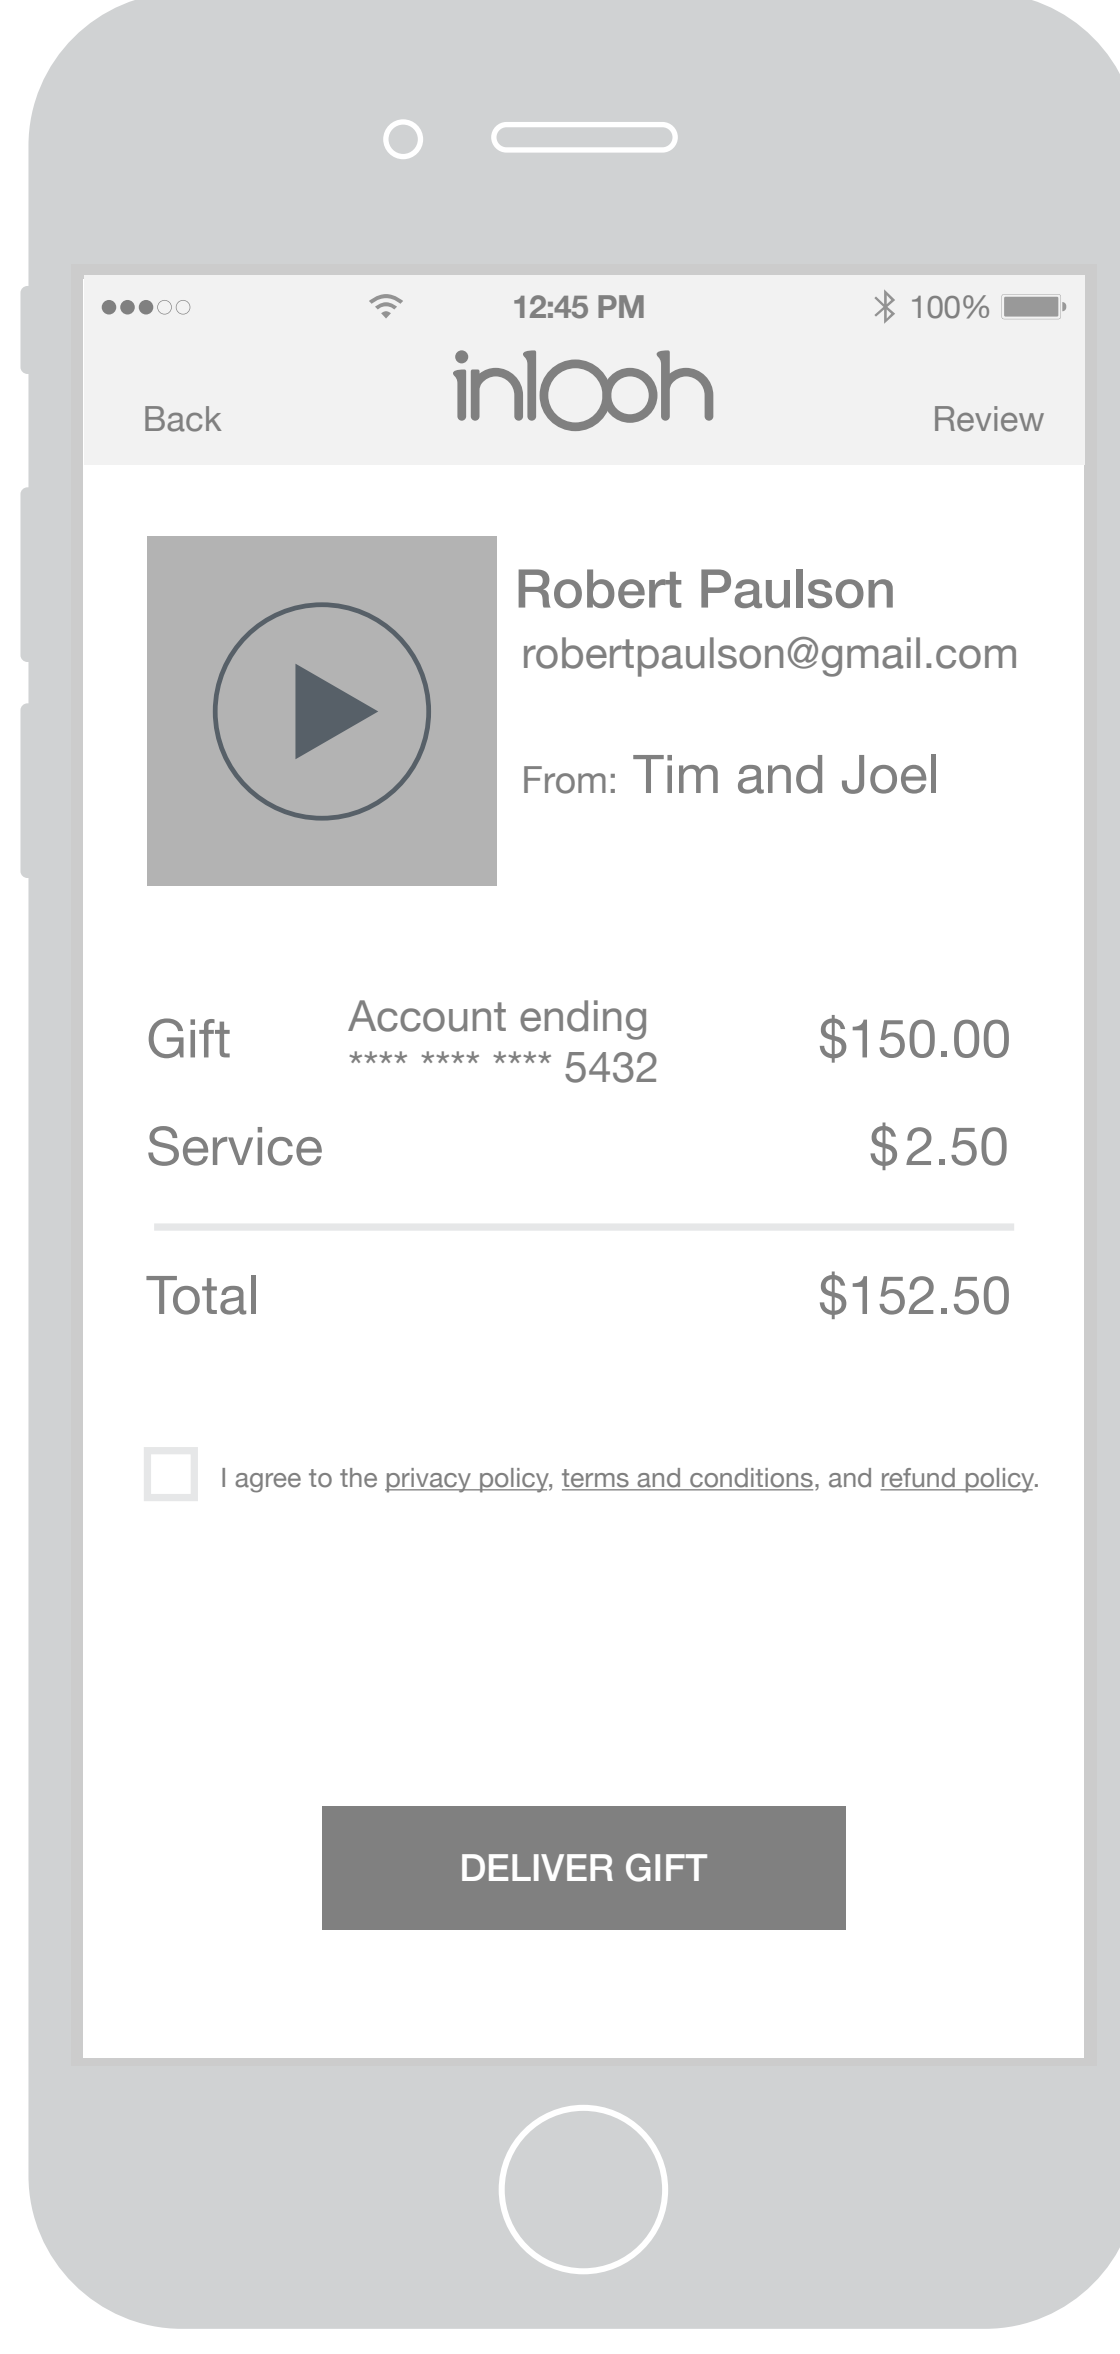 12:45 PM 100%
inlooh
Back Review
Robert Paulson
robertpaulson@gmail.com
From: Tim and Joel
Gift Account ending $150.00
**** **** **** 5432
Service $2.50
Total $152.50
I agree to the privacy policy, terms and conditions, and refund policy.
DELIVER GIFT